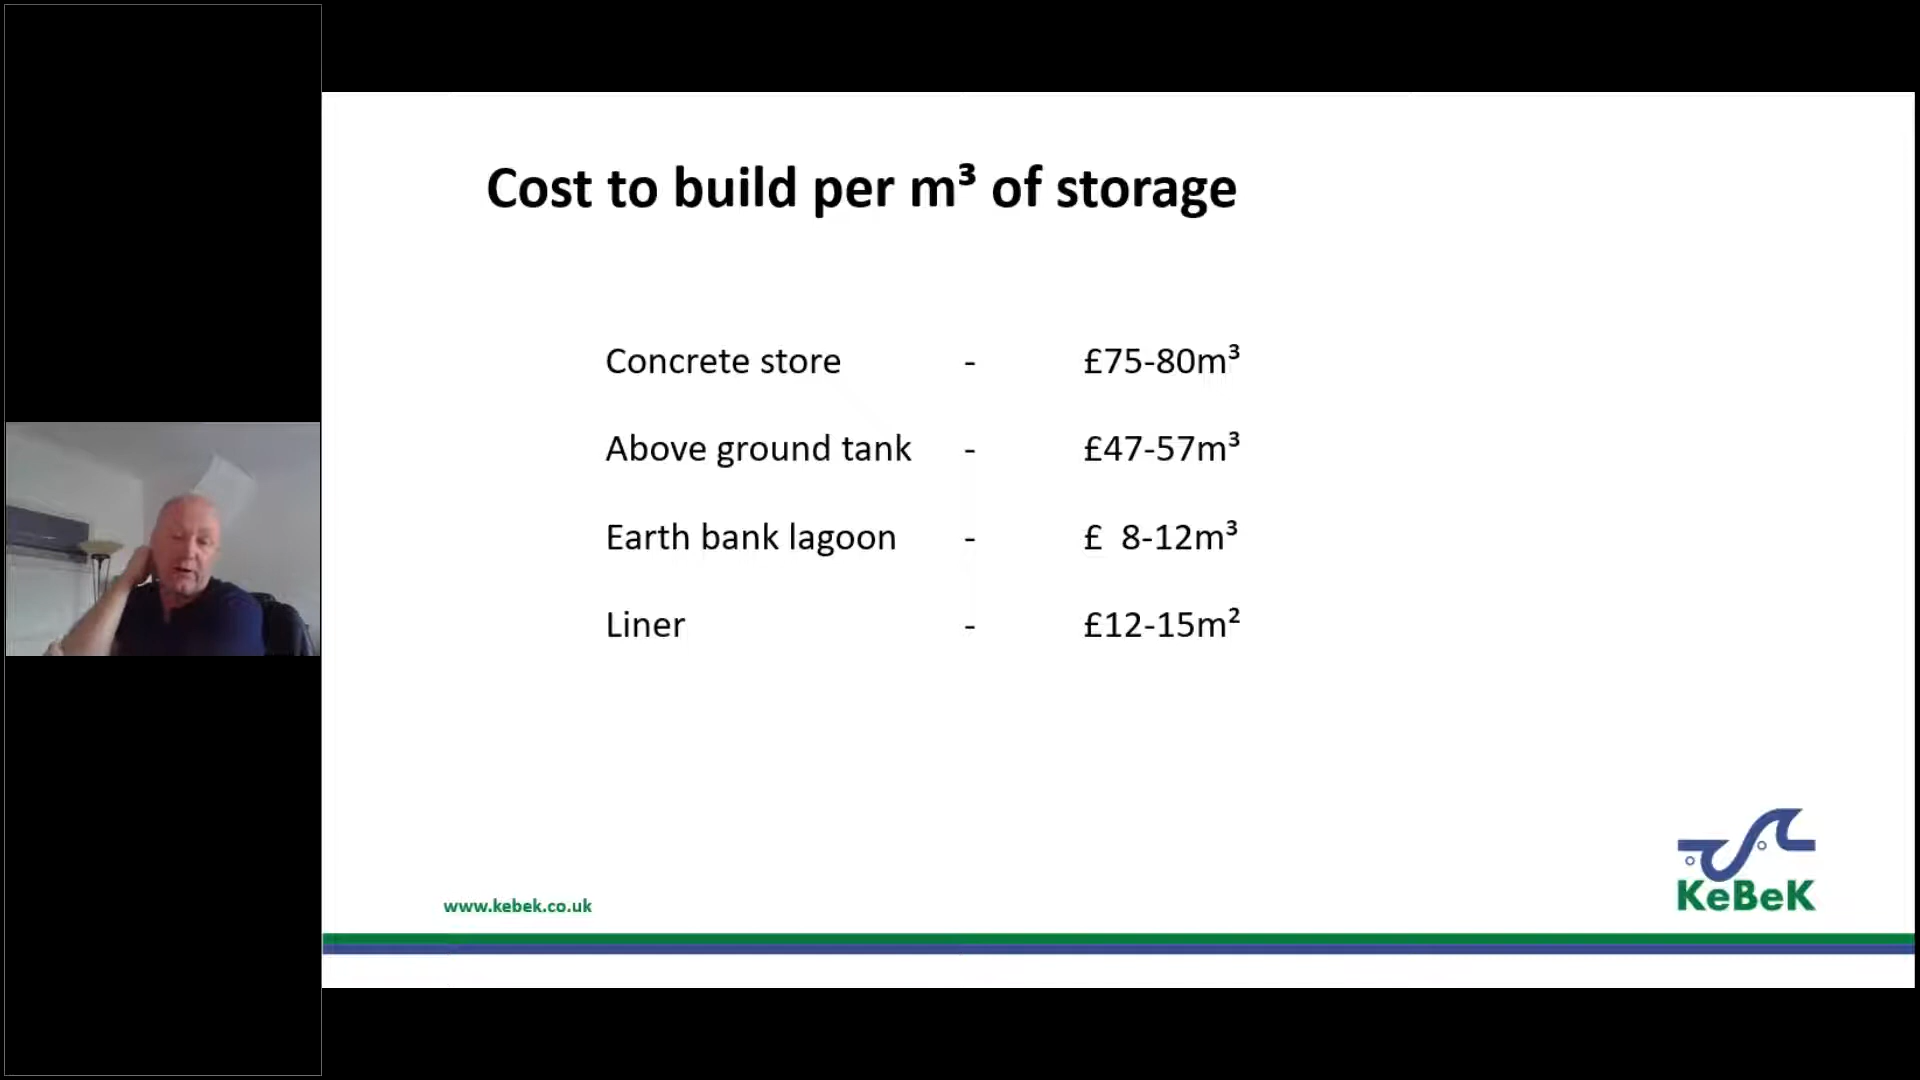 Cost to build per m³ of storage
Concrete store - £75-80m³
Above ground tank - £47-57m³
Earth bank lagoon - £ 8-12m³
Liner - £12-15m²
www.kebek.co.uk
KeBeK